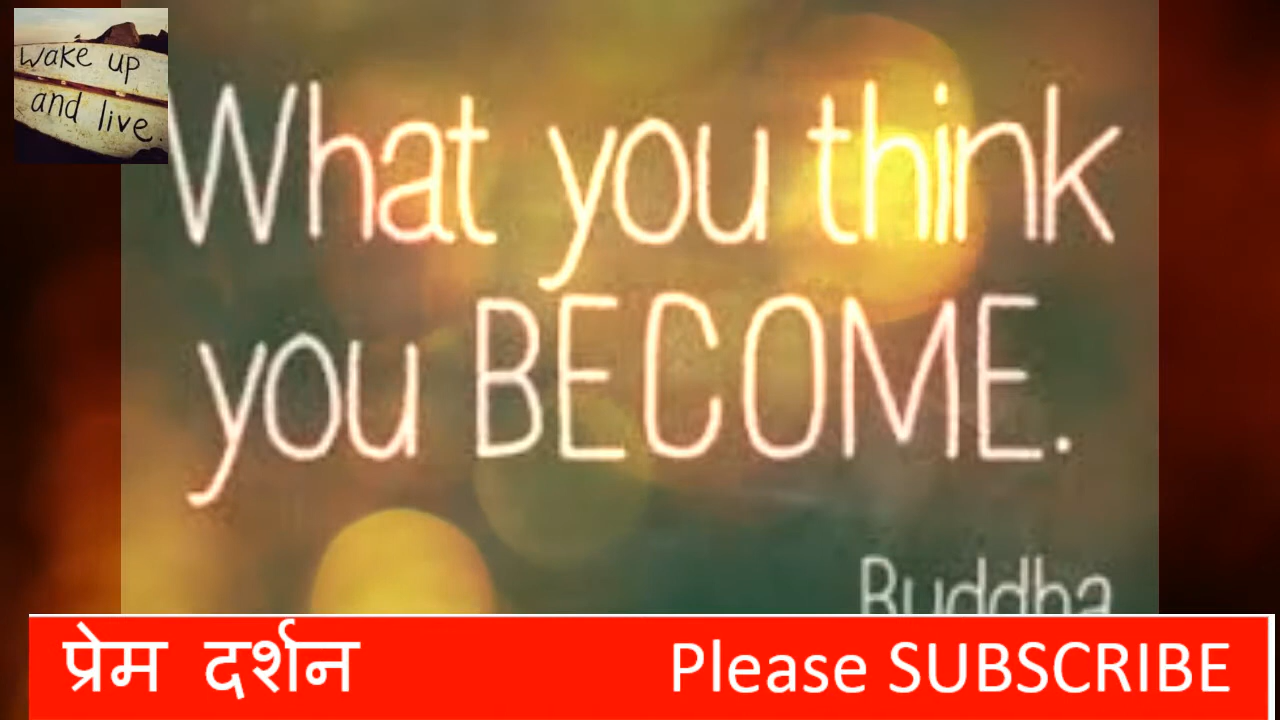 wake up
and live.
What you think
you BECOME.
Buddha
प्रेम दर्शन
Please SUBSCRIBE